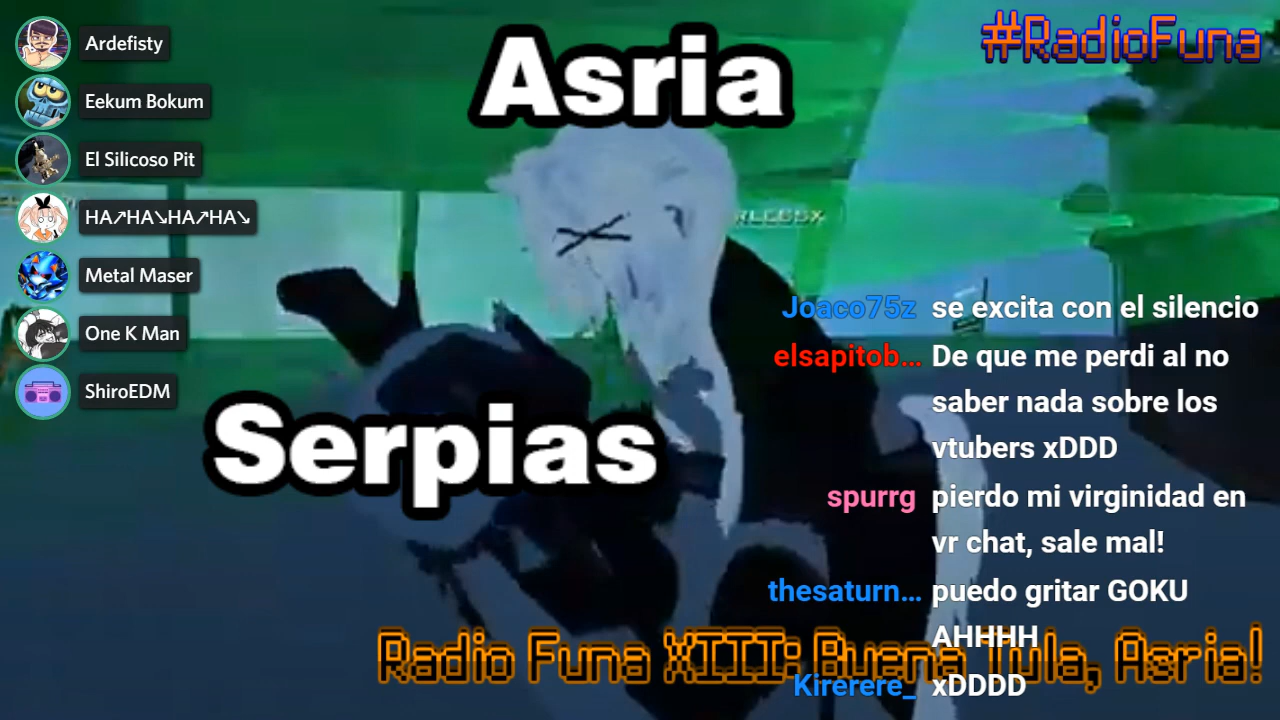 Ardefisty
Eekum Bokum
El Silicoso Pit
HA↗HA↘HA↗HA↘
Metal Maser
One K Man
ShiroEDM
Asria
Serpias
#RadioFuna
Joaco75z se excita con el silencio
elsapitob… De que me perdi al no
saber nada sobre los
vtubers xDDD
spurrg pierdo mi virginidad en
vr chat, sale mal!
thesaturn… puedo gritar GOKU
AHHHH
Radio Funa XIII: Buena Tula, Asria!
Kirerere_ xDDDD